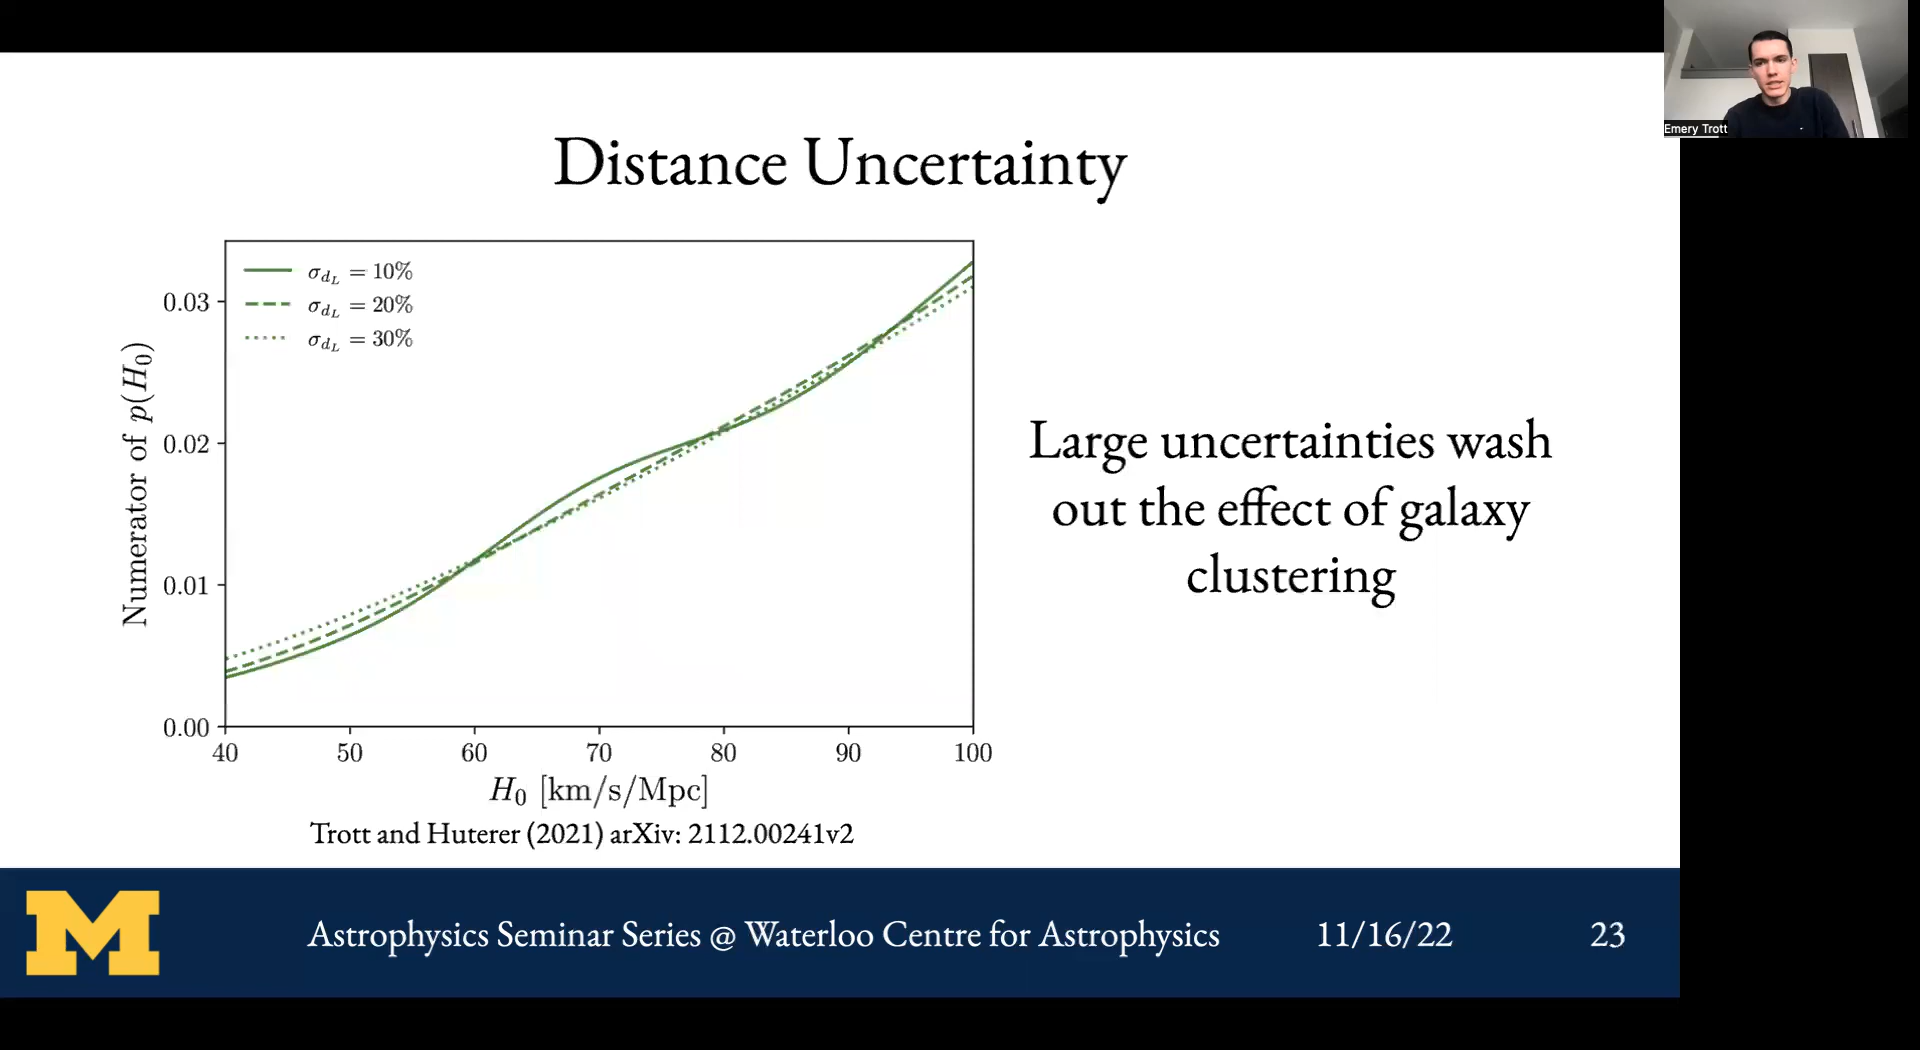 Emery Trott
Distance Uncertainty
σ_{d_L} = 10%
σ_{d_L} = 20%
σ_{d_L} = 30%
Numerator of p(H₀)
0.03
0.02
0.01
0.00
40 50 60 70 80 90 100
H₀ [km/s/Mpc]
Trott and Huterer (2021) arXiv: 2112.00241v2
Large uncertainties wash
out the effect of galaxy
clustering
M
Astrophysics Seminar Series @ Waterloo Centre for Astrophysics 11/16/22 23